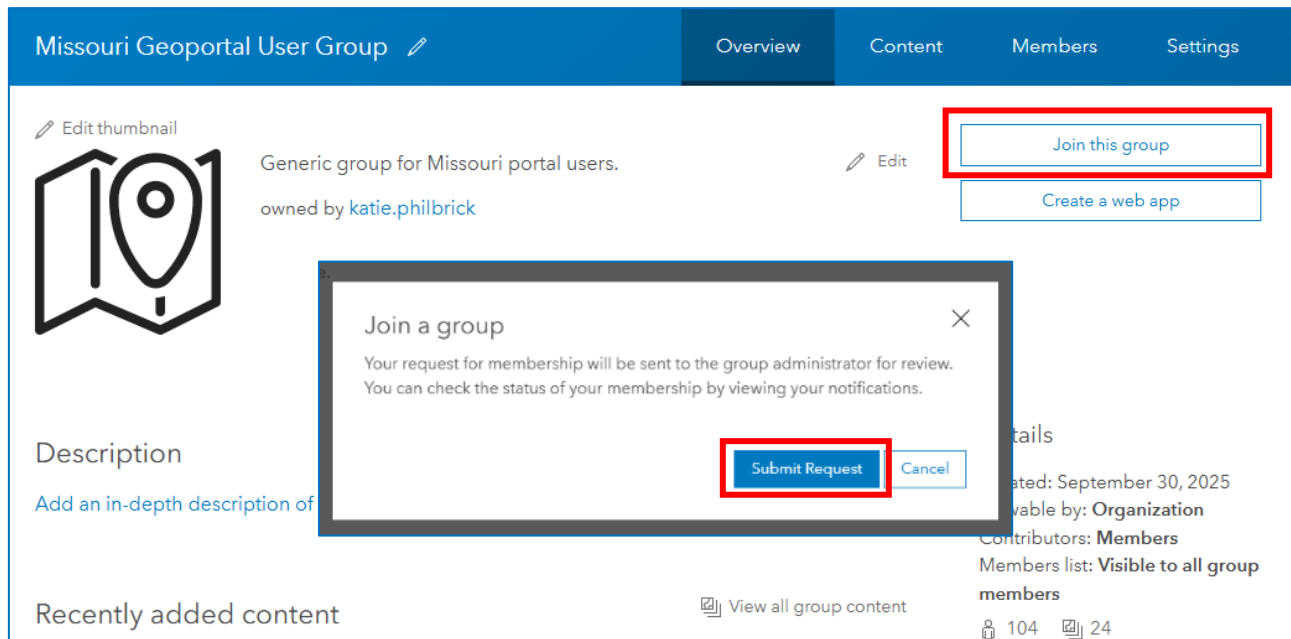 Missouri Geoportal User Group
Overview
Content
Members
Settings
Edit thumbnail
Generic group for Missouri portal users.
Edit
owned by katie.philbrick
Join this group
Create a web app
e.
Join a group
Your request for membership will be sent to the group administrator for review.
You can check the status of your membership by viewing your notifications.
Submit Request
Cancel
Description
Add an in-depth description of
tails
ated: September 30, 2025
vable by: Organization
Contributors: Members
Members list: Visible to all group
members
104
24
Recently added content
View all group content